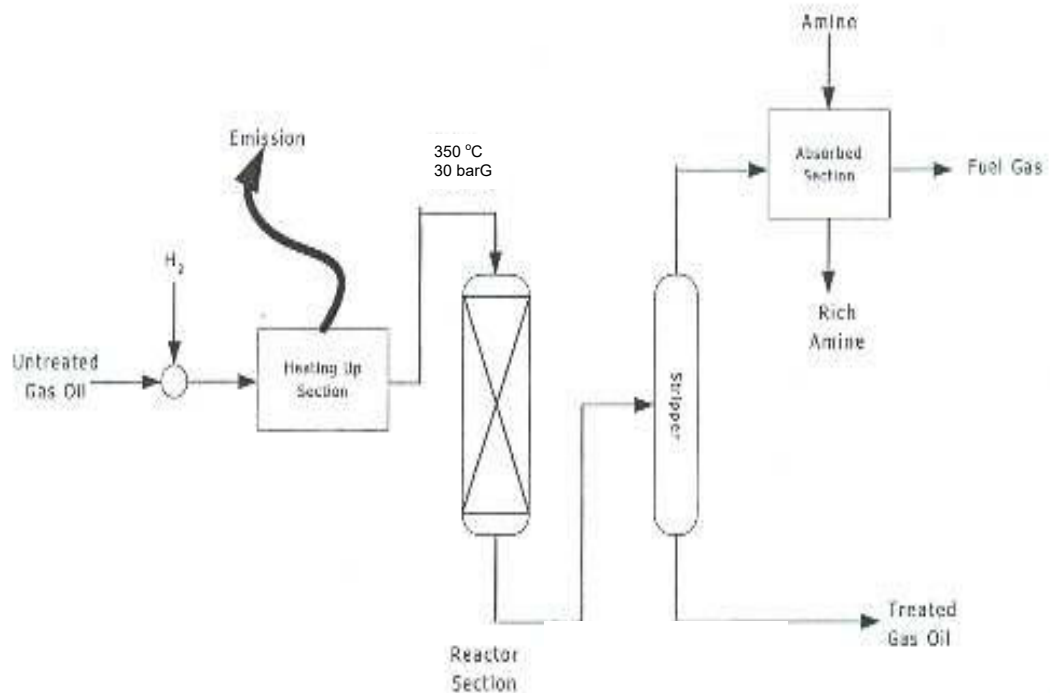 Amine
Emission
350 °C
30 barG
Absorbed
Section
Fuel Gas
H2
Rich
Amine
Untreated
Gas Oil
Heating Up
Section
Stripper
Treated
Gas Oil
Reactor
Section